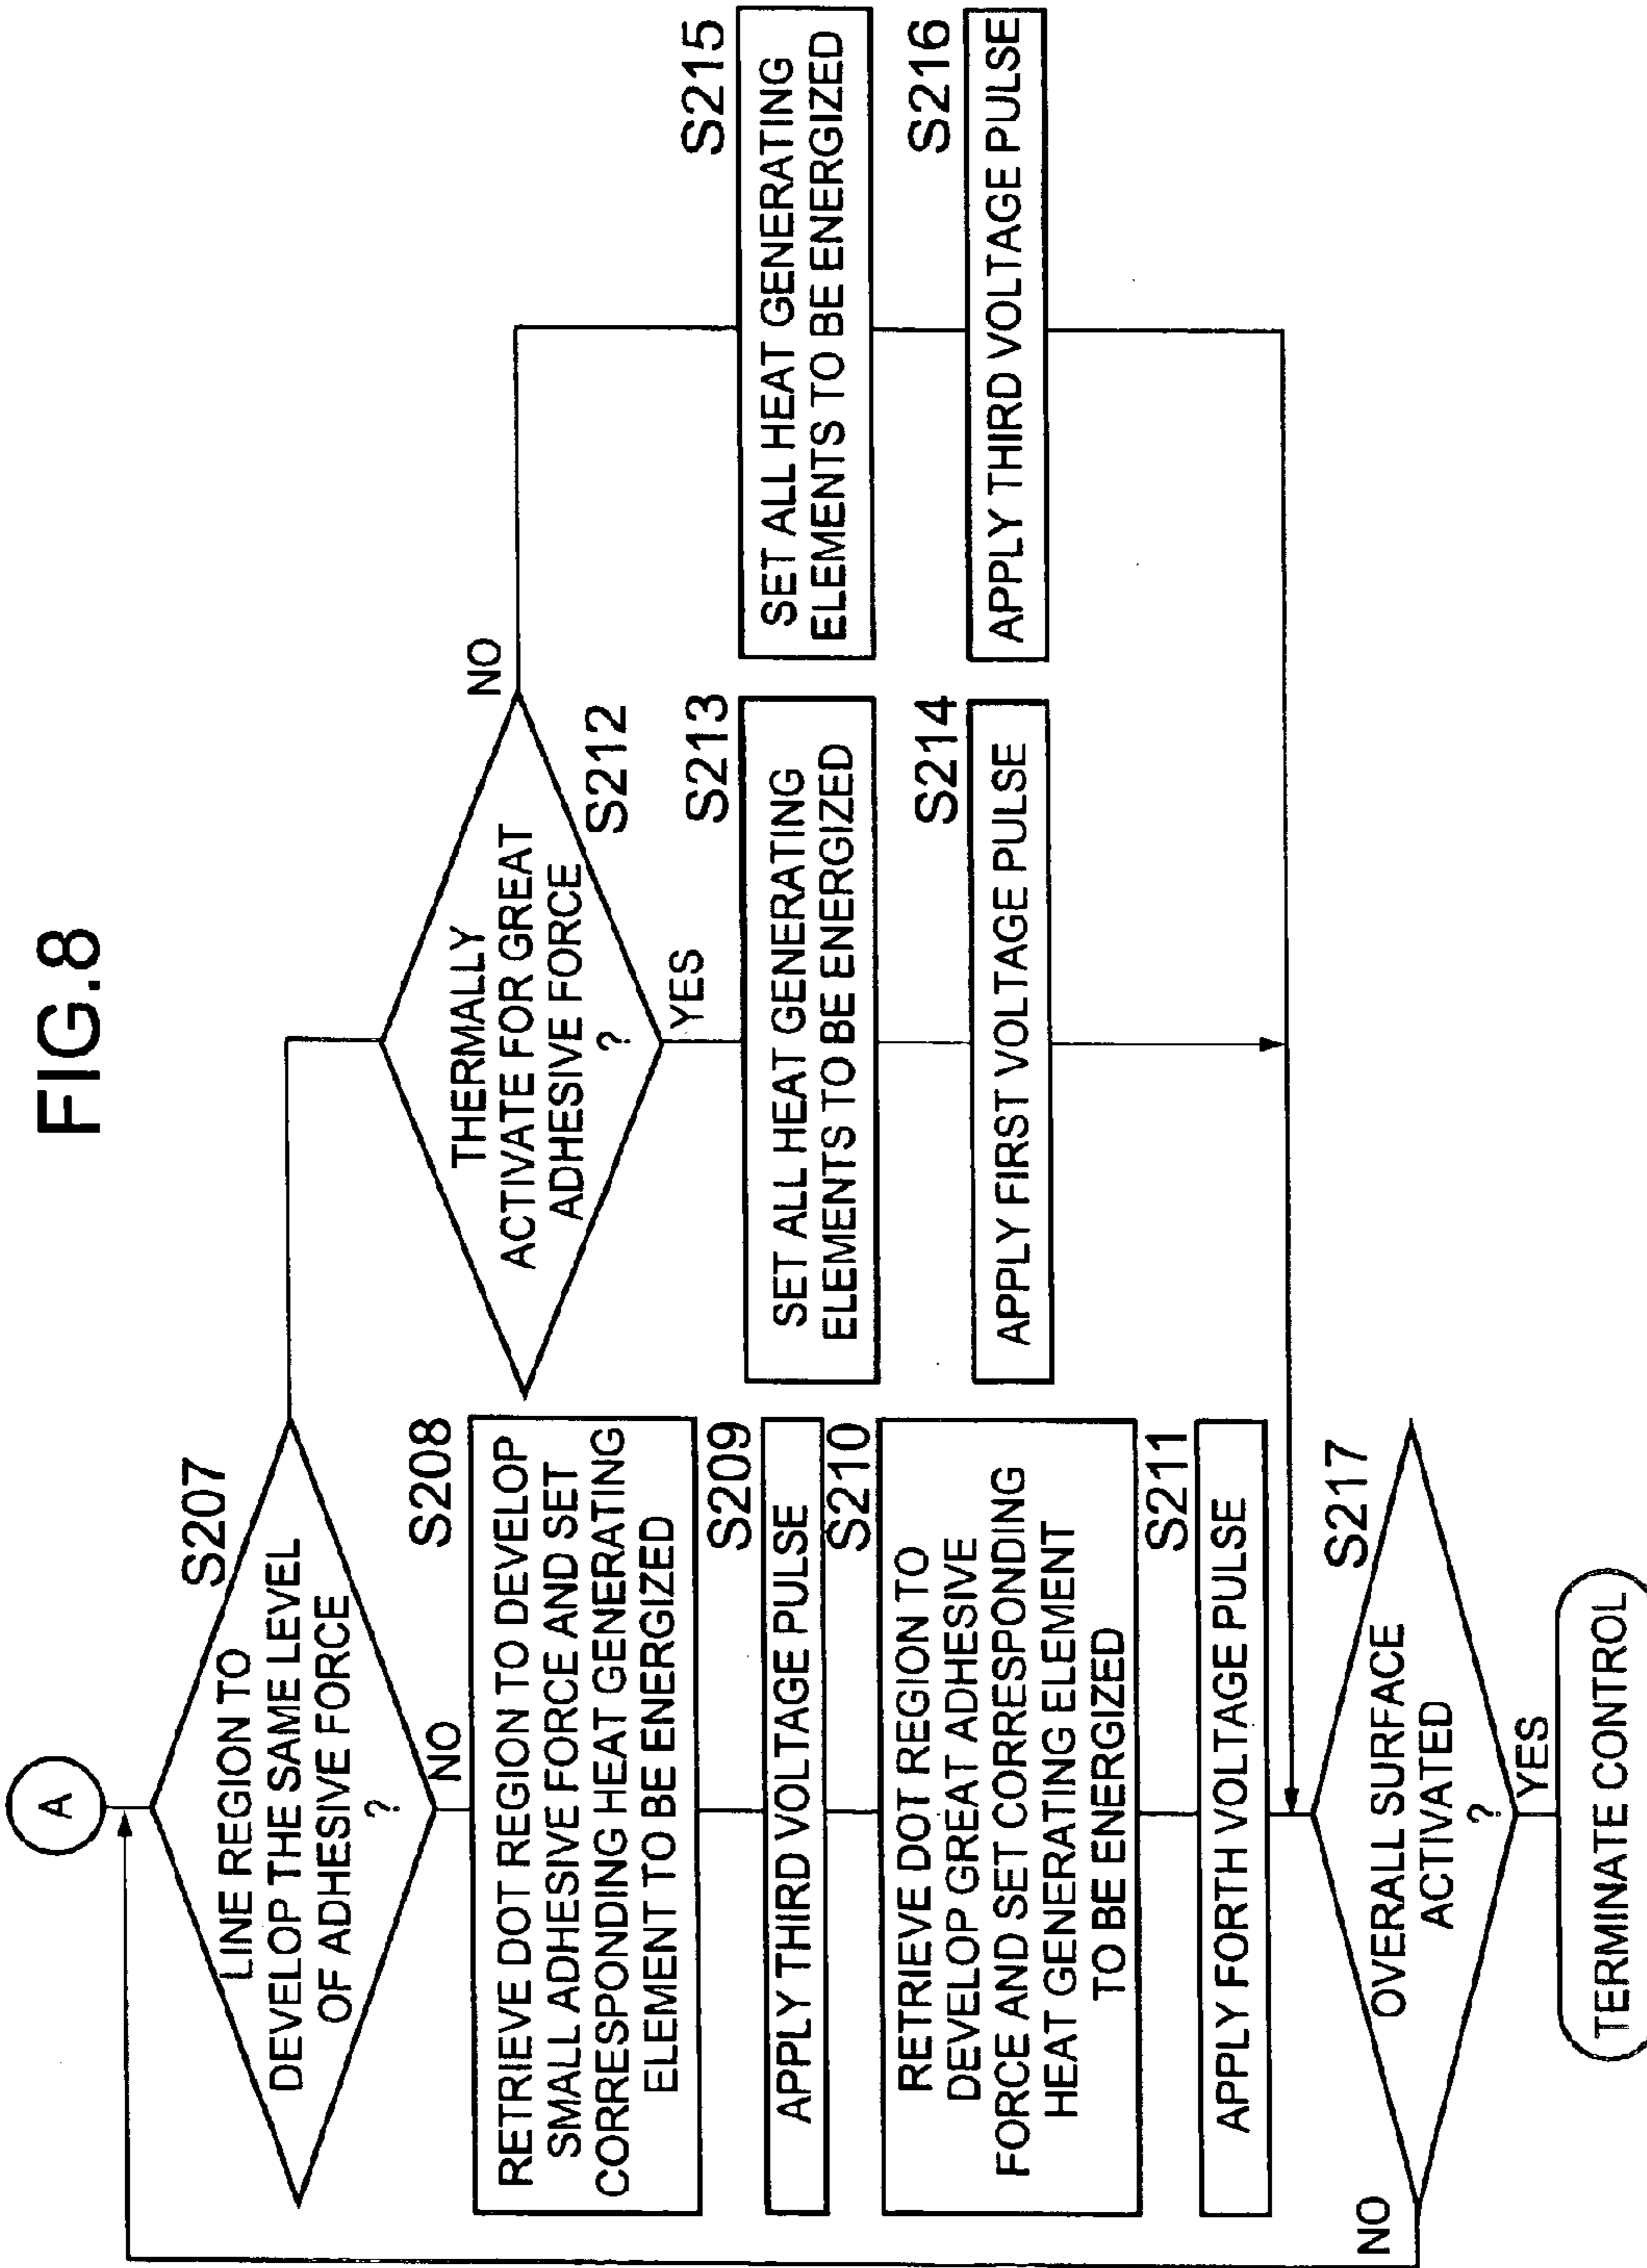 FIG.8
A
S207
LINE REGION TO
DEVELOP THE SAME LEVEL
OF ADHESIVE FORCE
?
NO
S208
RETRIEVE DOT REGION TO DEVELOP
SMALL ADHESIVE FORCE AND SET
CORRESPONDING HEAT GENERATING
ELEMENT TO BE ENERGIZED
S209
APPLY THIRD VOLTAGE PULSE
S210
RETRIEVE DOT REGION TO
DEVELOP GREAT ADHESIVE
FORCE AND SET CORRESPONDING
HEAT GENERATING ELEMENT
TO BE ENERGIZED
S211
APPLY FORTH VOLTAGE PULSE
THERMALLY
ACTIVATE FOR GREAT
ADHESIVE FORCE
?
S212
NO
YES
S213
SET ALL HEAT GENERATING
ELEMENTS TO BE ENERGIZED
S214
APPLY FIRST VOLTAGE PULSE
S215
SET ALL HEAT GENERATING
ELEMENTS TO BE ENERGIZED
S216
APPLY THIRD VOLTAGE PULSE
S217
OVERALL SURFACE
ACTIVATED
?
NO
YES
TERMINATE CONTROL